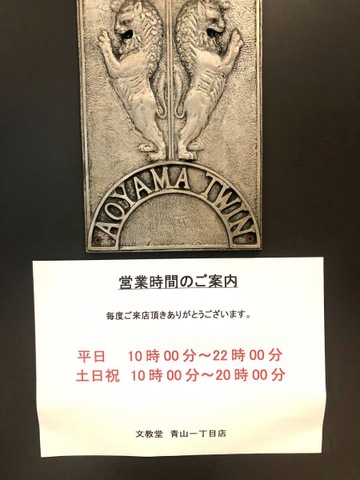 AOYAMA TWIN
営業時間のご案内
毎度ご来店頂きありがとうございます。
平日 10時00分～22時00分
土日祝 10時00分～20時00分
文教堂 青山一丁目店